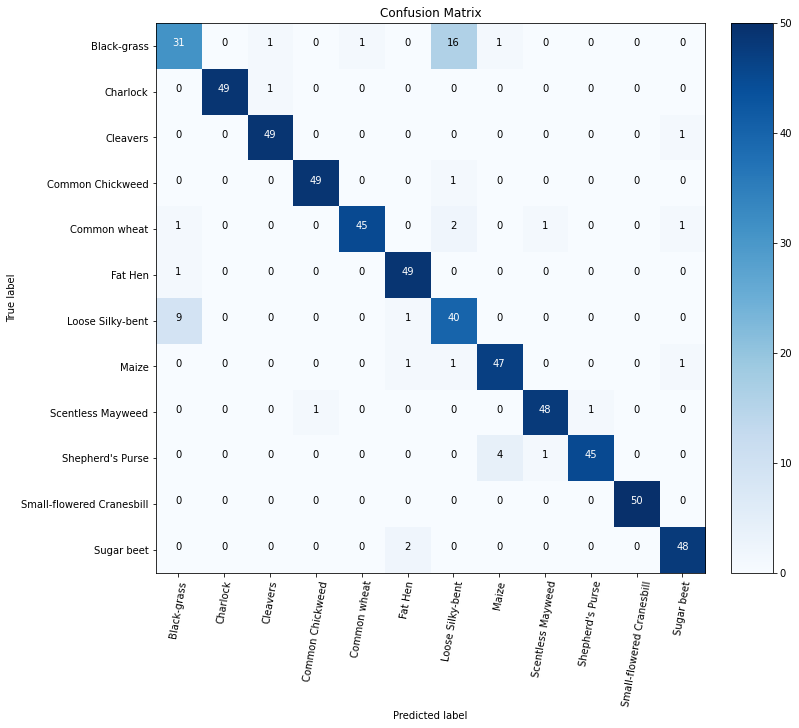 Confusion Matrix
True label
Black-grass 31 0 1 0 1 0 16 1 0 0 0 0
Charlock 0 49 1 0 0 0 0 0 0 0 0 0
Cleavers 0 0 49 0 0 0 0 0 0 0 0 1
Common Chickweed 0 0 0 49 0 0 1 0 0 0 0 0
Common wheat 1 0 0 0 45 0 2 0 1 0 0 1
Fat Hen 1 0 0 0 0 49 0 0 0 0 0 0
Loose Silky-bent 9 0 0 0 0 1 40 0 0 0 0 0
Maize 0 0 0 0 0 1 1 47 0 0 0 1
Scentless Mayweed 0 0 0 1 0 0 0 0 48 1 0 0
Shepherd's Purse 0 0 0 0 0 0 0 4 1 45 0 0
Small-flowered Cranesbill 0 0 0 0 0 0 0 0 0 0 50 0
Sugar beet 0 0 0 0 0 2 0 0 0 0 0 48
Black-grass
Charlock
Cleavers
Common Chickweed
Common wheat
Fat Hen
Loose Silky-bent
Maize
Scentless Mayweed
Shepherd's Purse
Small-flowered Cranesbill
Sugar beet
Predicted label
50
40
30
20
10
0